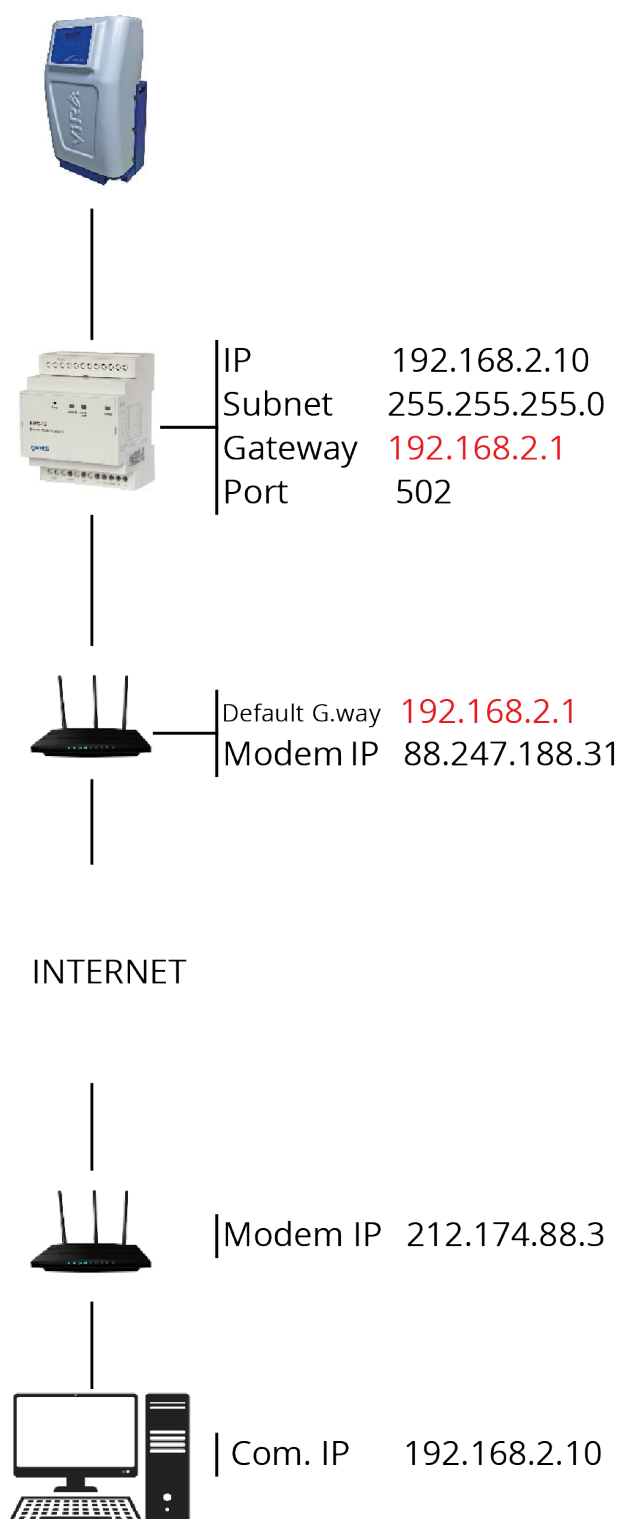 VIRA
IP 192.168.2.10
Subnet 255.255.255.0
Gateway 192.168.2.1
Port 502
Default G.way 192.168.2.1
Modem IP 88.247.188.31
INTERNET
Modem IP 212.174.88.3
Com. IP 192.168.2.10